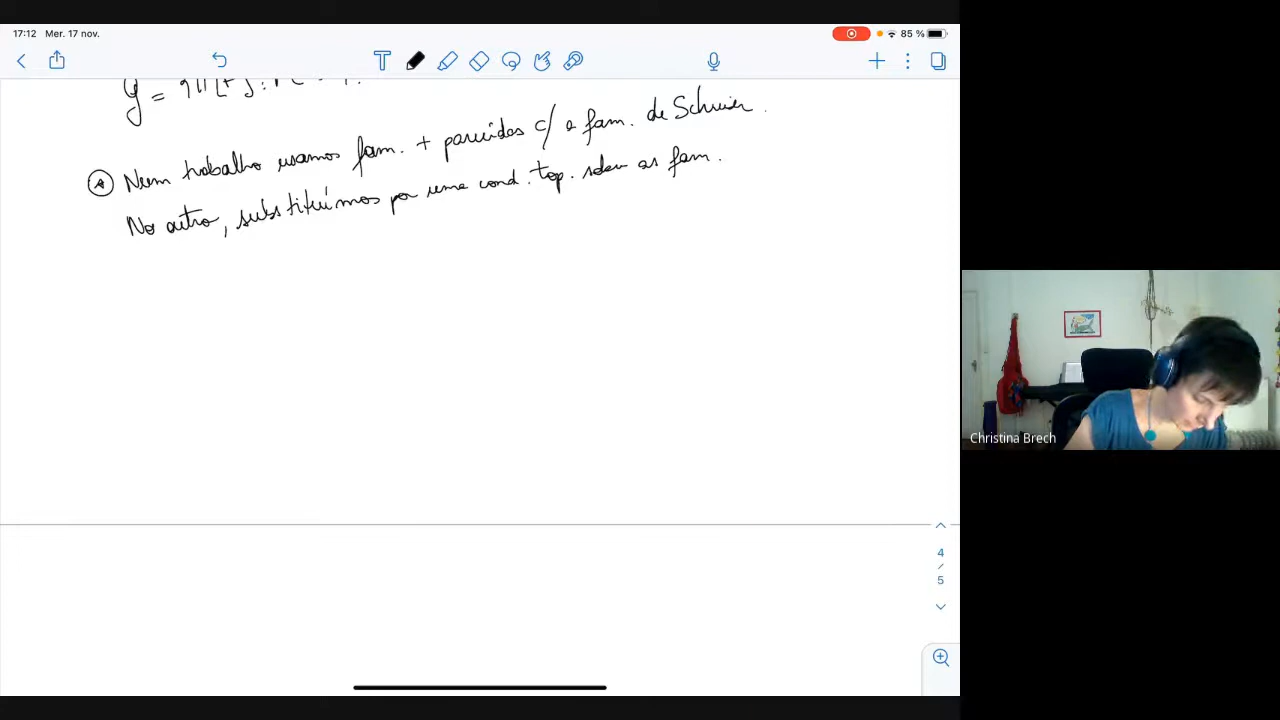 17:12 Mer. 17 nov.
85 %
T
Y =
* Num trabalho usamos fam. + parecidas c/ a fam. de Schreier.
No outro, substituímos por uma cond. top. sobre as fam.
Christina Brech
4
/
5